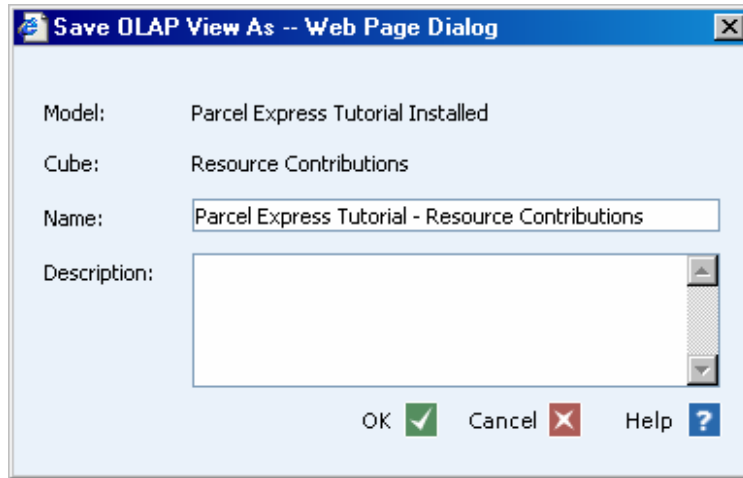 Save OLAP View As -- Web Page Dialog
Model: Parcel Express Tutorial Installed
Cube: Resource Contributions
Name: Parcel Express Tutorial - Resource Contributions
Description:
OK Cancel Help ?